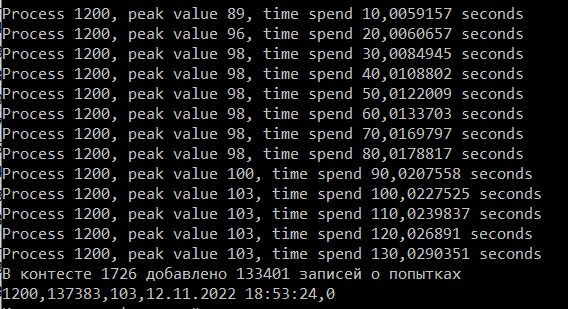 Process 1200, peak value 89, time spend 10,0059157 seconds
Process 1200, peak value 96, time spend 20,0060657 seconds
Process 1200, peak value 98, time spend 30,0084945 seconds
Process 1200, peak value 98, time spend 40,0108802 seconds
Process 1200, peak value 98, time spend 50,0122009 seconds
Process 1200, peak value 98, time spend 60,0133703 seconds
Process 1200, peak value 98, time spend 70,0169797 seconds
Process 1200, peak value 98, time spend 80,0178817 seconds
Process 1200, peak value 100, time spend 90,0207558 seconds
Process 1200, peak value 103, time spend 100,0227525 seconds
Process 1200, peak value 103, time spend 110,0239837 seconds
Process 1200, peak value 103, time spend 120,026891 seconds
Process 1200, peak value 103, time spend 130,0290351 seconds
В контесте 1726 добавлено 133401 записей о попытках
1200,137383,103,12.11.2022 18:53:24,0